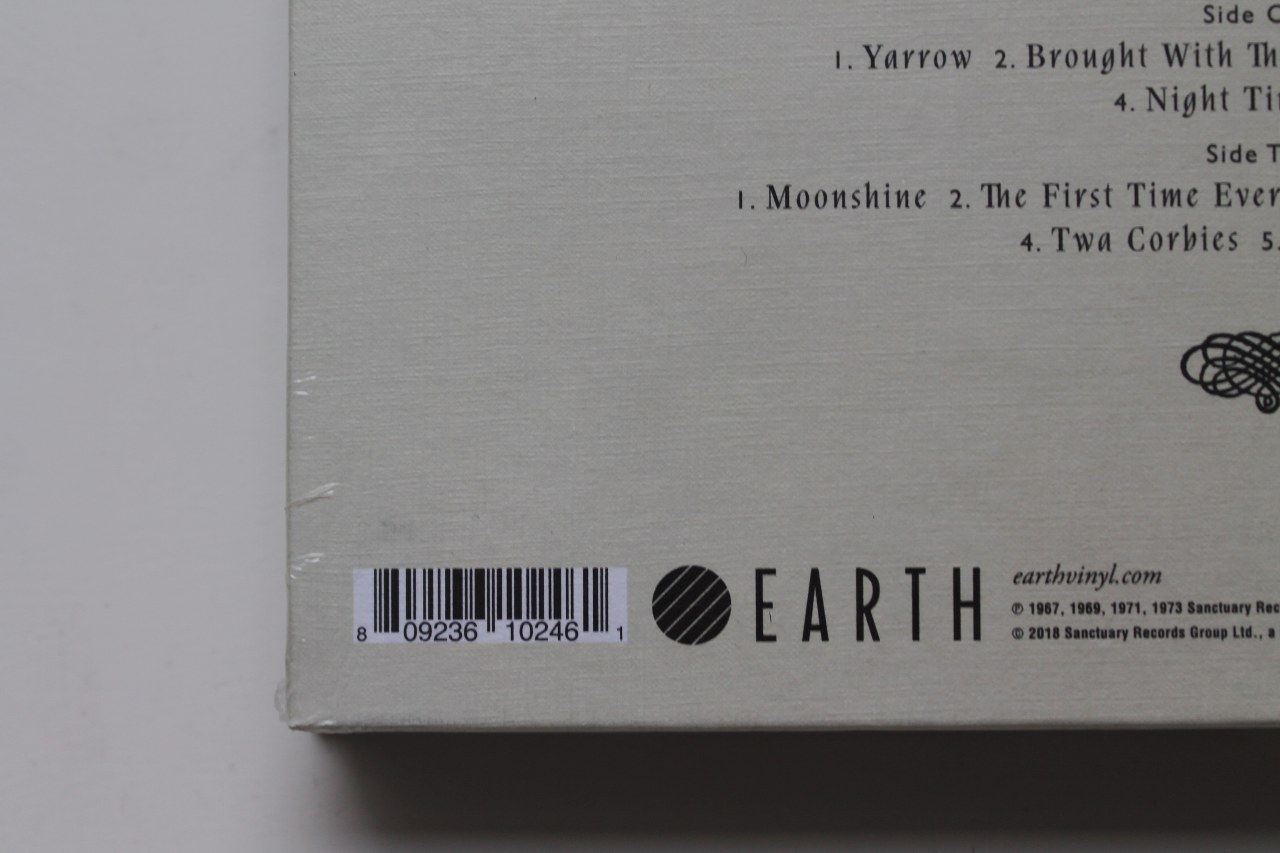 Side
1. Yarrow 2. Brought With
4. Night
Side
1. Moonshine 2. The First Time Ever
4. Twa Corbies 5.
8 09236 10246 1
EARTH
earthvinyl.com
℗ 1967, 1969, 1971, 1973 Sanctuary
© 2018 Sanctuary Records Group Ltd., a